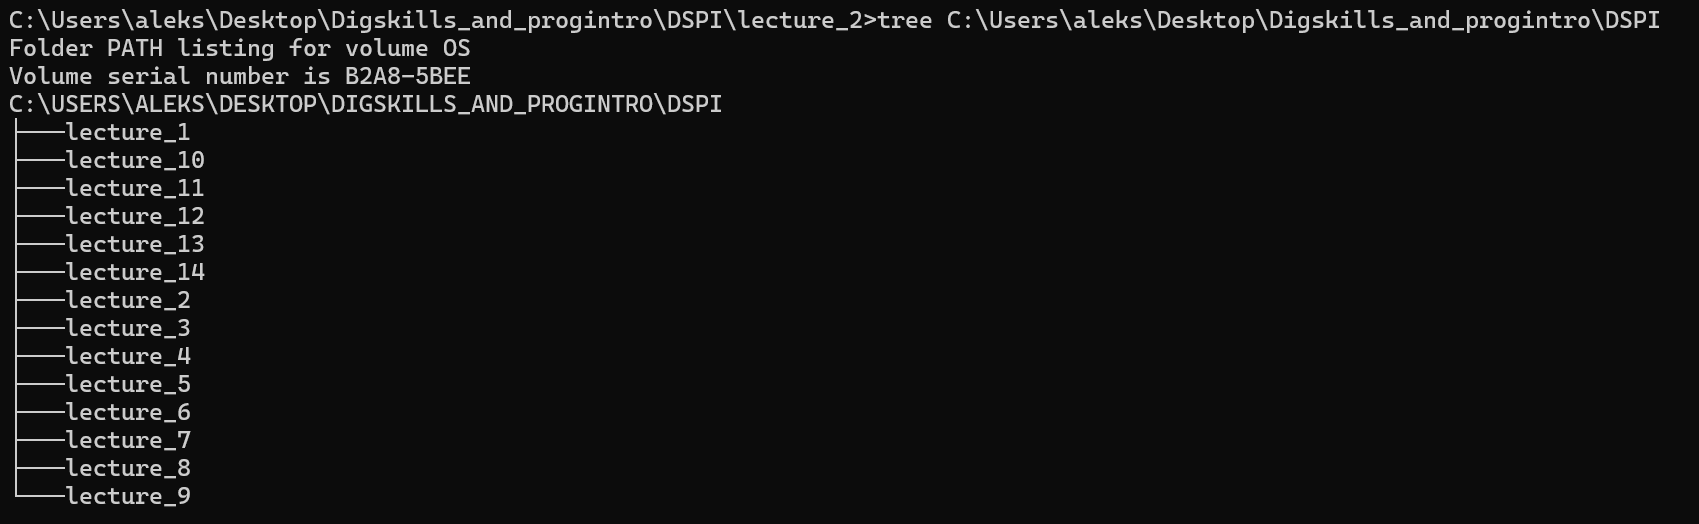 C:\Users\aleks\Desktop\Digskills_and_progintro\DSPI\lecture_2>tree C:\Users\aleks\Desktop\Digskills_and_progintro\DSPI
Folder PATH listing for volume OS
Volume serial number is B2A8-5BEE
C:\USERS\ALEKS\DESKTOP\DIGSKILLS_AND_PROGINTRO\DSPI
├───lecture_1
├───lecture_10
├───lecture_11
├───lecture_12
├───lecture_13
├───lecture_14
├───lecture_2
├───lecture_3
├───lecture_4
├───lecture_5
├───lecture_6
├───lecture_7
├───lecture_8
└───lecture_9